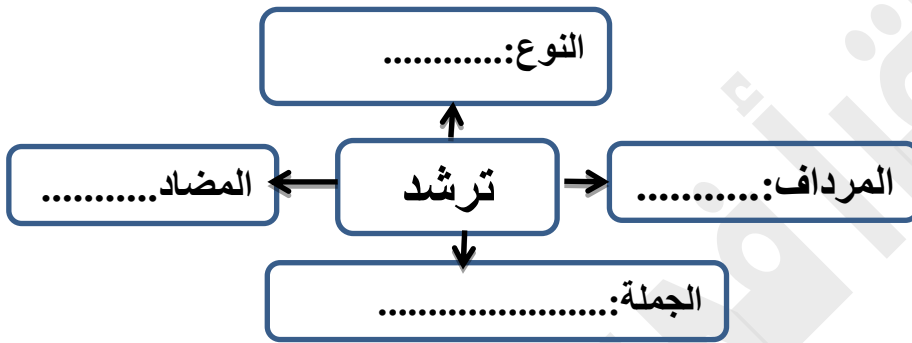 النوع:............
المرداف:...........
ترشد
المضاد...........
الجملة:.......................